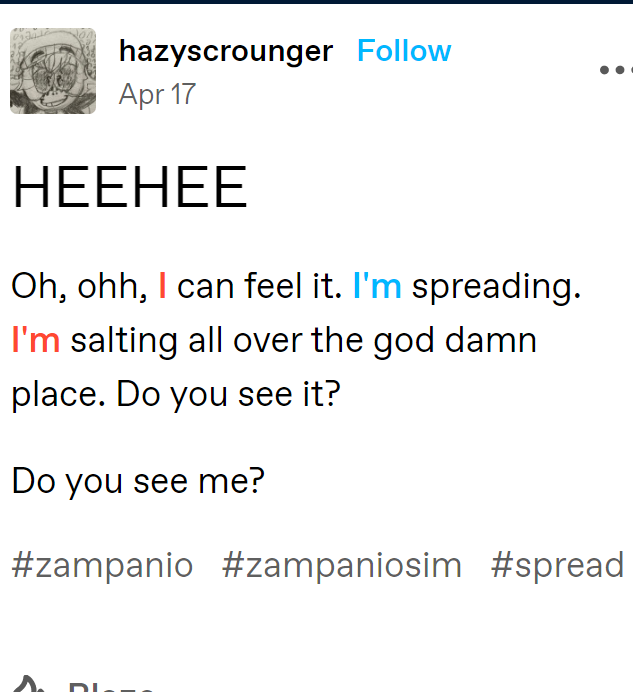 hazyscrounger Follow
Apr 17
HEEHEE
Oh, ohh, I can feel it. I'm spreading.
I'm salting all over the god damn
place. Do you see it?
Do you see me?
#zampanio #zampaniosim #spread